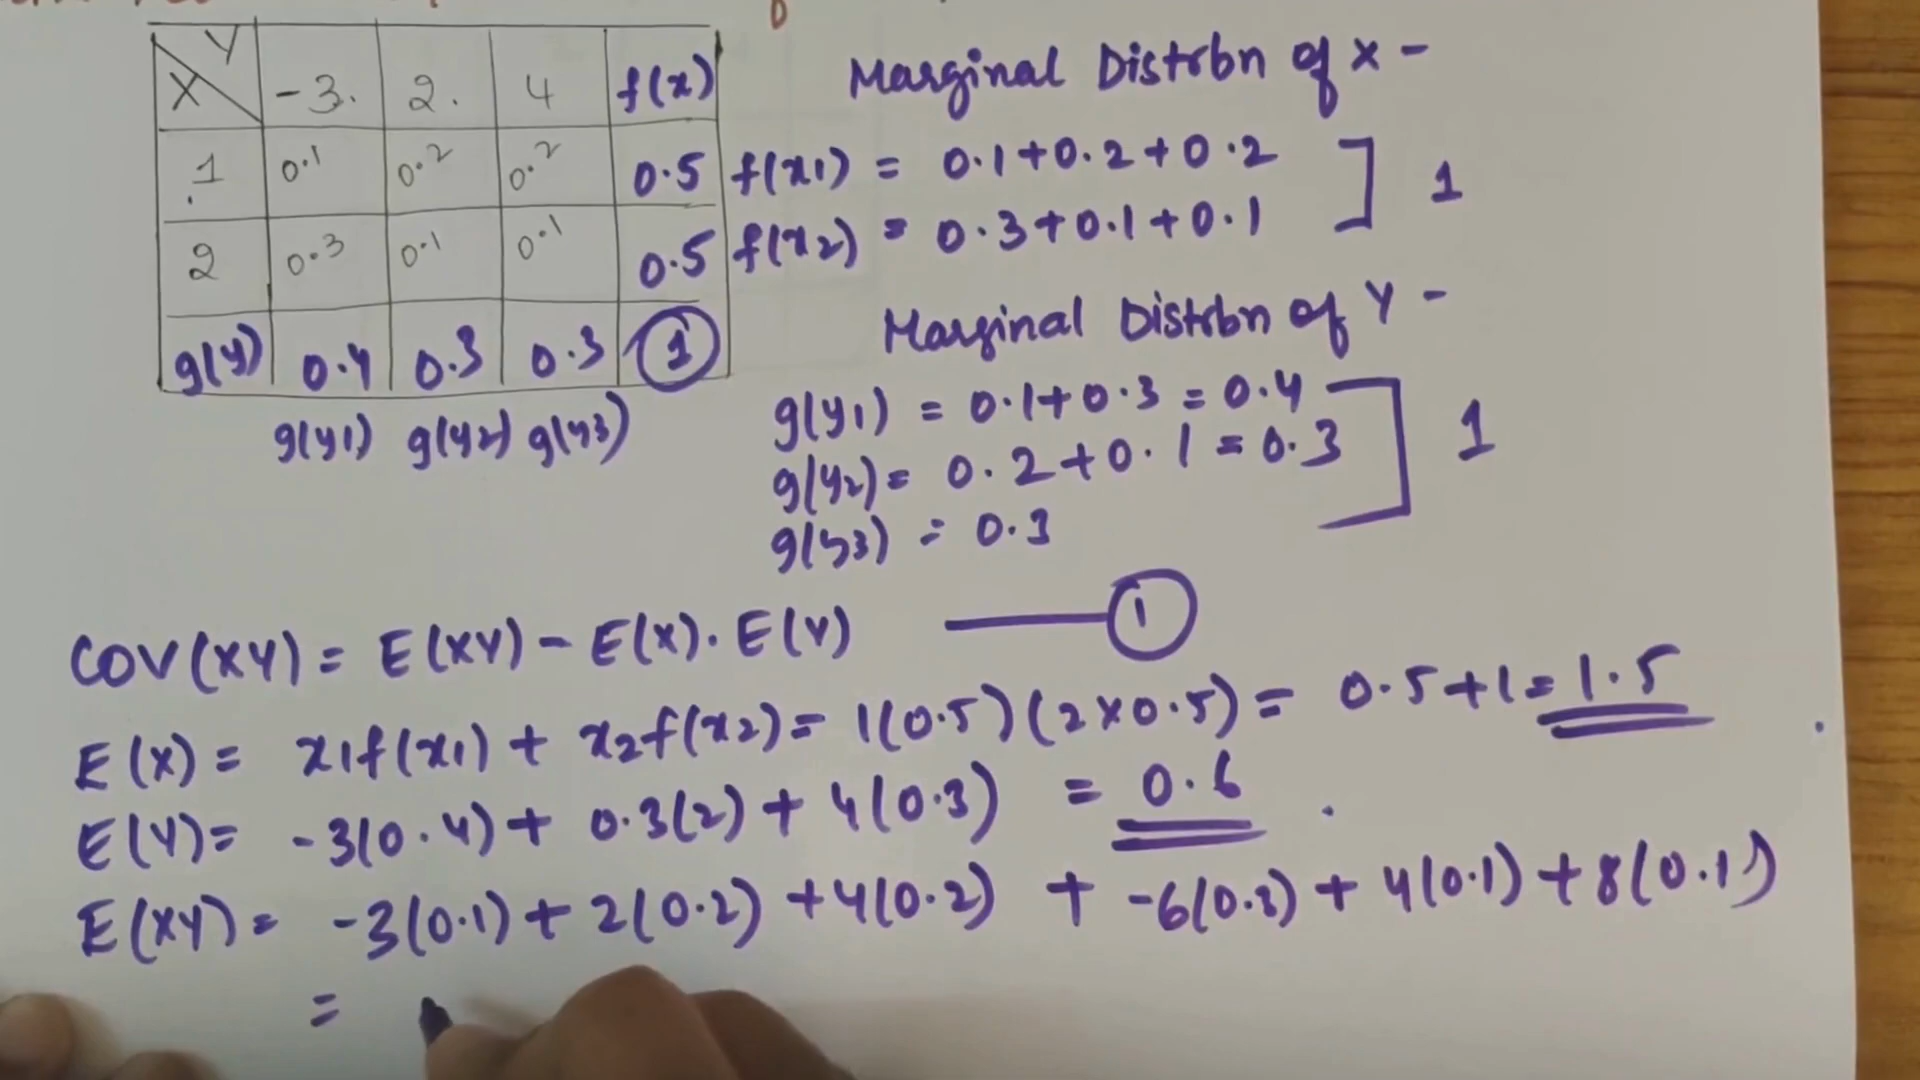 Y
X
-3. 2. 4 f(x)
1 0.1 0.2 0.2 0.5
2 0.3 0.1 0.1 0.5
g(y) 0.4 0.3 0.3 1
g(y1) g(y2) g(y3)
Marginal Distrbn of x -
f(x1) = 0.1+0.2+0.2
f(x2) = 0.3+0.1+0.1
1
Marginal Distrbn of Y -
g(y1) = 0.1+0.3 = 0.4
g(y2) = 0.2+0.1 = 0.3
g(y3) = 0.3
1
COV(XY) = E(XY) - E(X). E(Y) 1
E(X) = x1f(x1) + x2f(x2) = 1(0.5)(2×0.5) = 0.5+1 = 1.5
E(Y) = -3(0.4) + 0.3(2) + 4(0.3) = 0.6
E(XY) = -3(0.1) + 2(0.2) + 4(0.2) + -6(0.3) + 4(0.1) + 8(0.1)
=